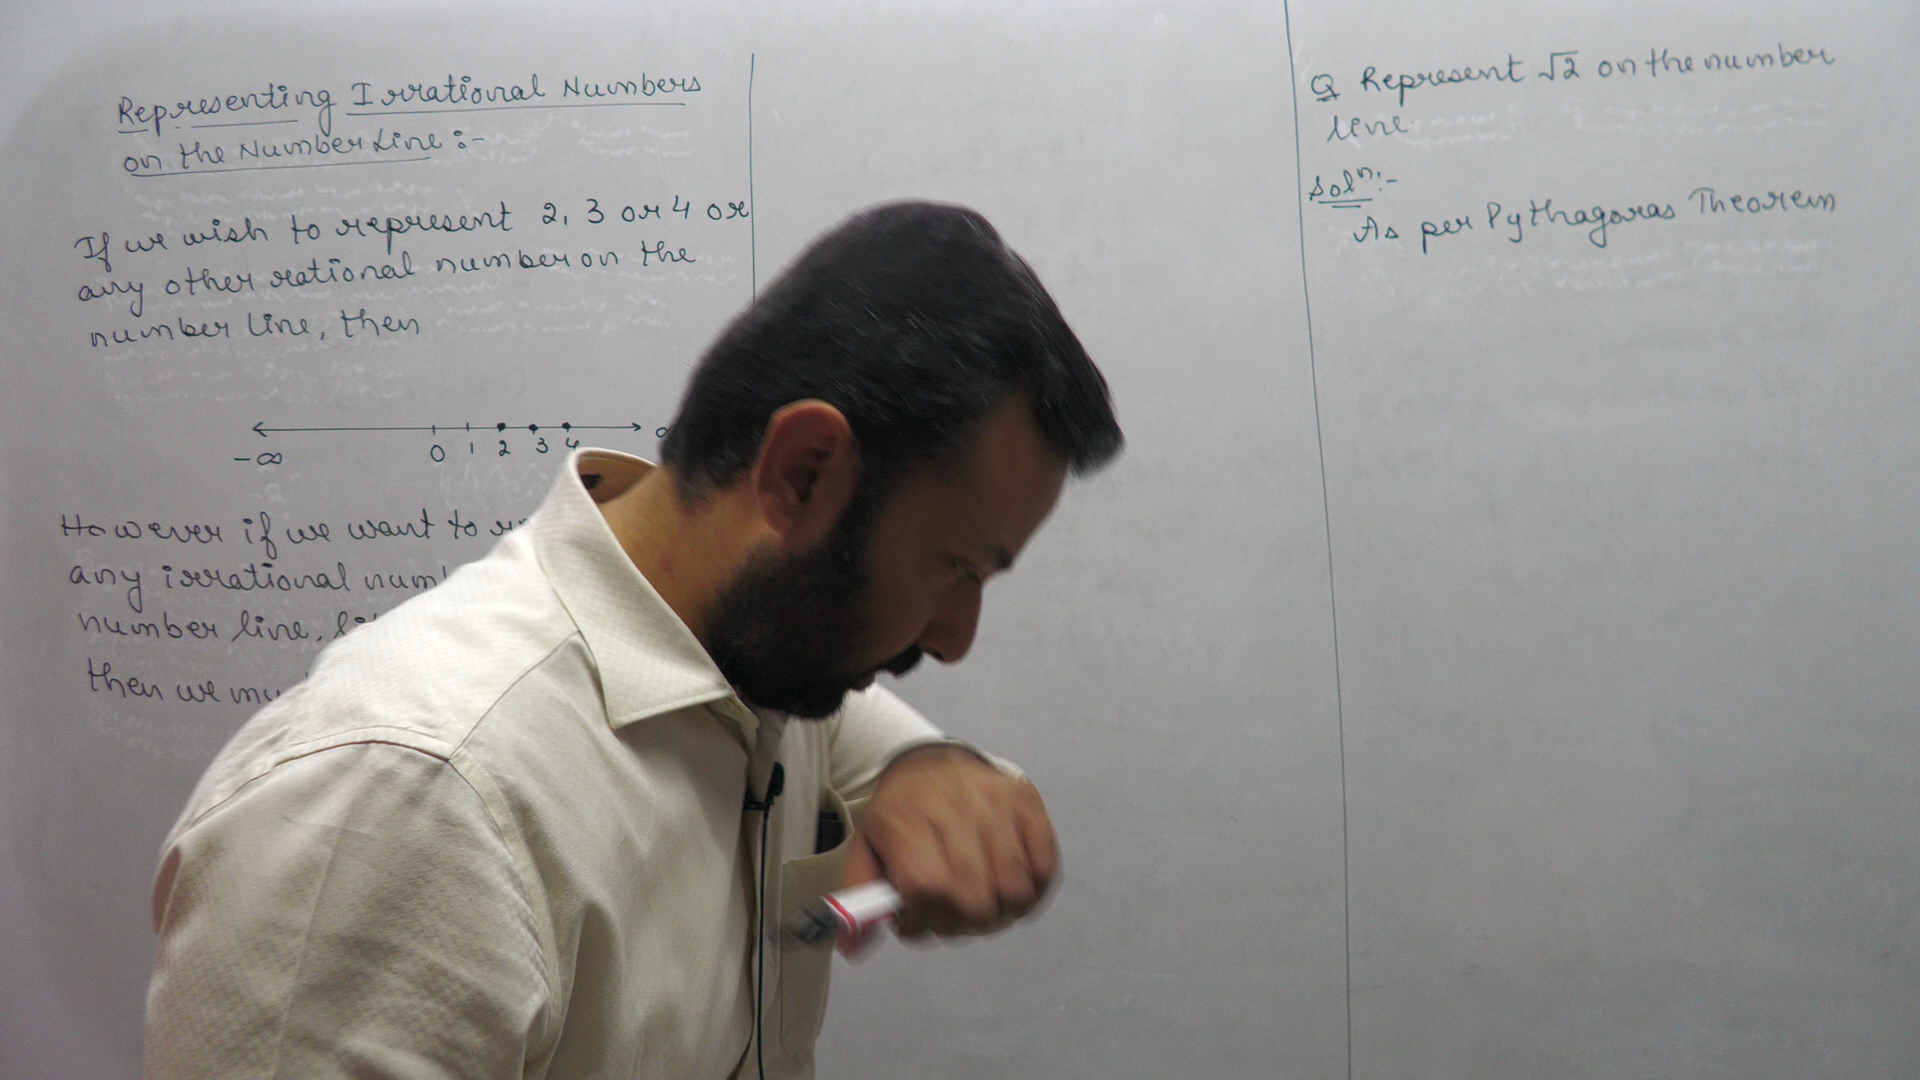 Representing Irrational Numbers
on the Number Line :-
If we wish to represent 2, 3 or 4 or
any other rational number on the
number line, then
-∞ 0 1 2 3 4
However if we want to
any irrational
number line,
then we
Q Represent √2 on the number
line.
Solⁿ:-
As per Pythagoras Theorem